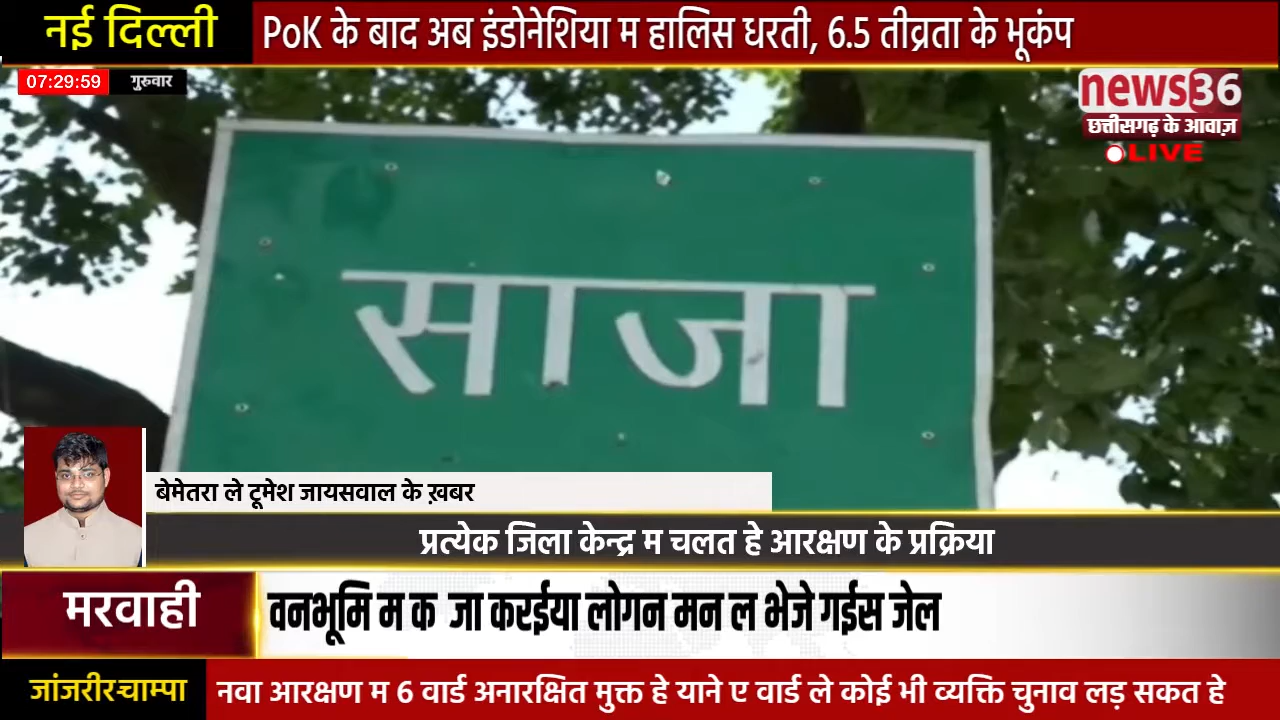 नई दिल्ली
PoK के बाद अब इंडोनेशिया म हालिस धरती, 6.5 तीव्रता के भूकंप
07:29:59
गुरुवार
news36
छत्तीसगढ़ के आवाज़
LIVE
साजा
बेमेतरा ले टूमेश जायसवाल के ख़बर
प्रत्येक जिला केन्द्र म चलत हे आरक्षण के प्रक्रिया
मरवाही
वनभूमि म क जा करईया लोगन मन ल भेजे गईस जेल
जांजरीर-चाम्पा
नवा आरक्षण म 6 वार्ड अनारक्षित मुक्त हे याने ए वार्ड ले कोई भी व्यक्ति चुनाव लड़ सकत हे